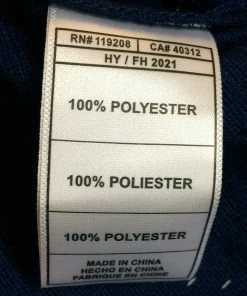 RN# 119208 CA# 40312
HY / FH 2021
100% POLYESTER
100% POLIESTER
100% POLYESTER
MADE IN CHINA
HECHO EN CHINA
FABRIQUE EN CHINE